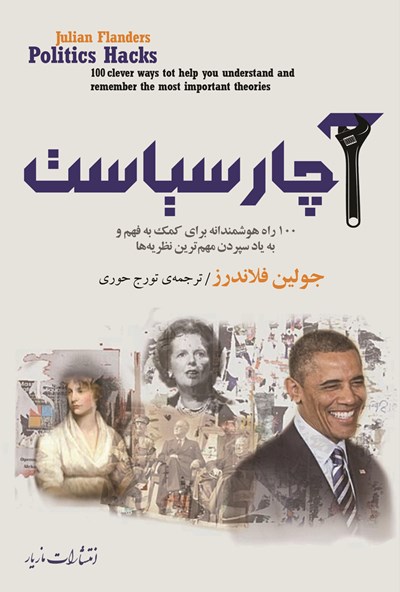 Julian Flanders
Politics Hacks
100 clever ways tot help you understand and
remember the most important theories
آچار سیاست
۱۰۰ راه هوشمندانه برای کمک به فهم و
به یاد سپردن مهم‌ترین نظریه‌ها
جولین فلاندرز / ترجمه‌ی تورج حوری
انتشارات مازیار